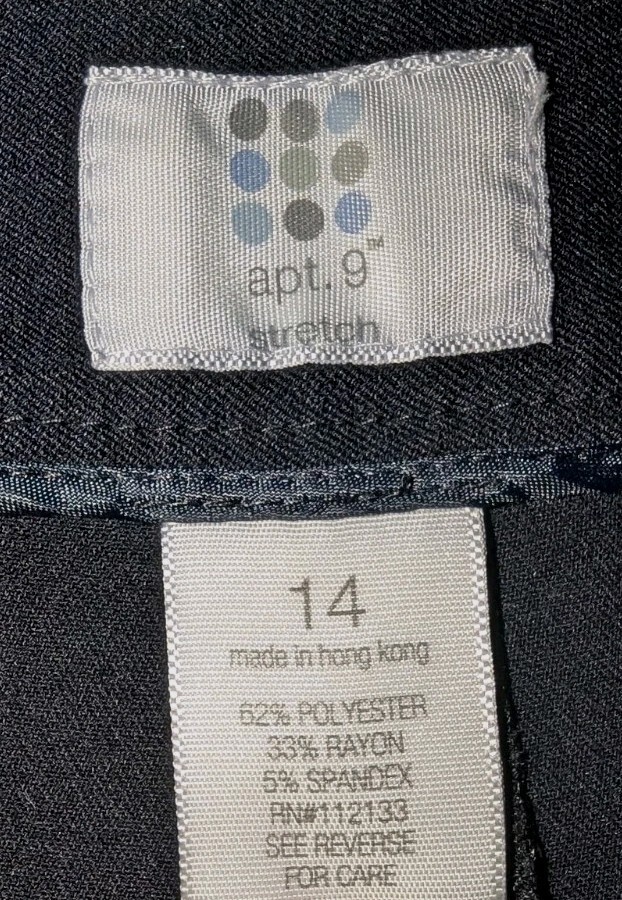 apt. 9™
stretch
14
made in hong kong
62% POLYESTER
33% RAYON
5% SPANDEX
RN#112133
SEE REVERSE
FOR CARE